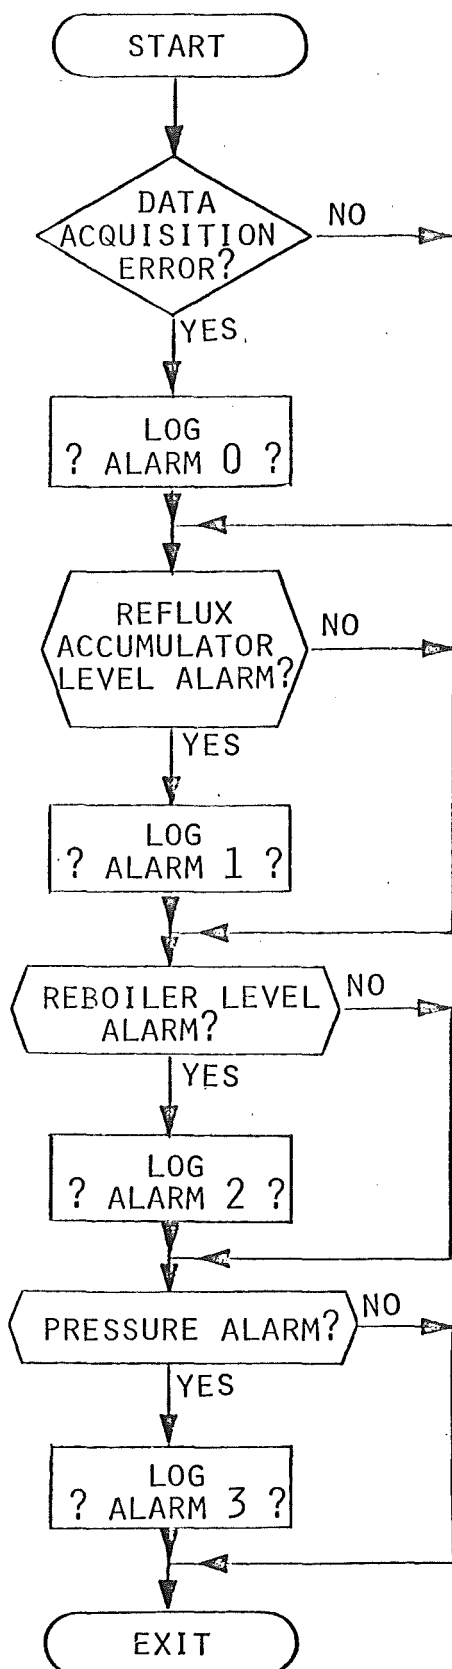 START
DATA
ACQUISITION
ERROR?
NO
YES
LOG
? ALARM 0 ?
REFLUX
ACCUMULATOR
LEVEL ALARM?
NO
YES
LOG
? ALARM 1 ?
REBOILER LEVEL
ALARM?
NO
YES
LOG
? ALARM 2 ?
PRESSURE ALARM?
NO
YES
LOG
? ALARM 3 ?
EXIT